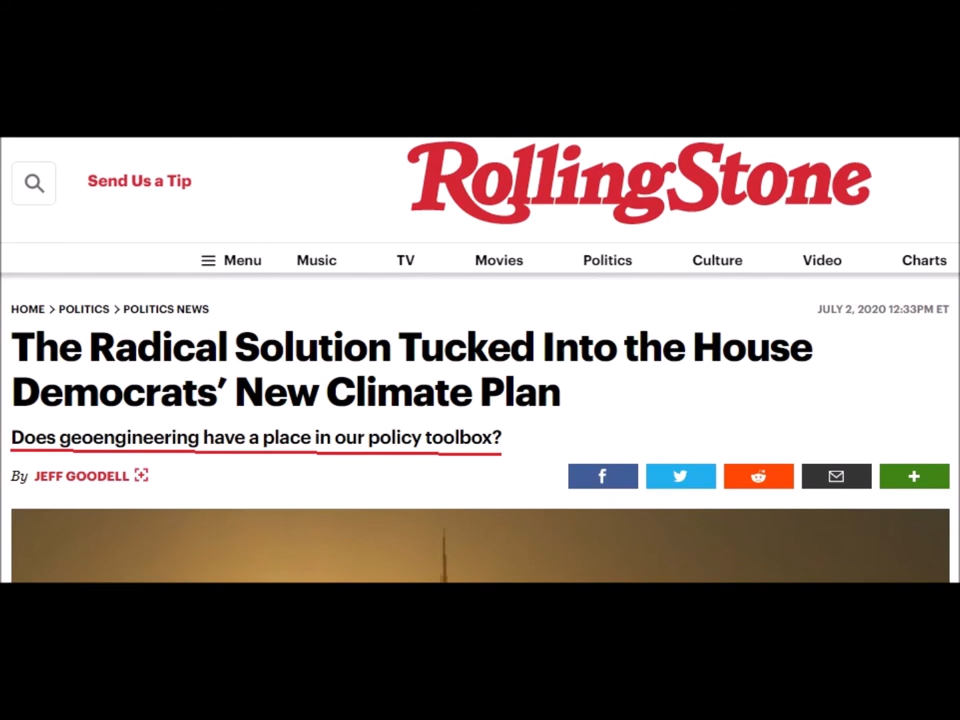 Send Us a Tip
RollingStone
Menu Music TV Movies Politics Culture Video Charts
HOME > POLITICS > POLITICS NEWS
JULY 2, 2020 12:33PM ET
The Radical Solution Tucked Into the House
Democrats’ New Climate Plan
Does geoengineering have a place in our policy toolbox?
By JEFF GOODELL